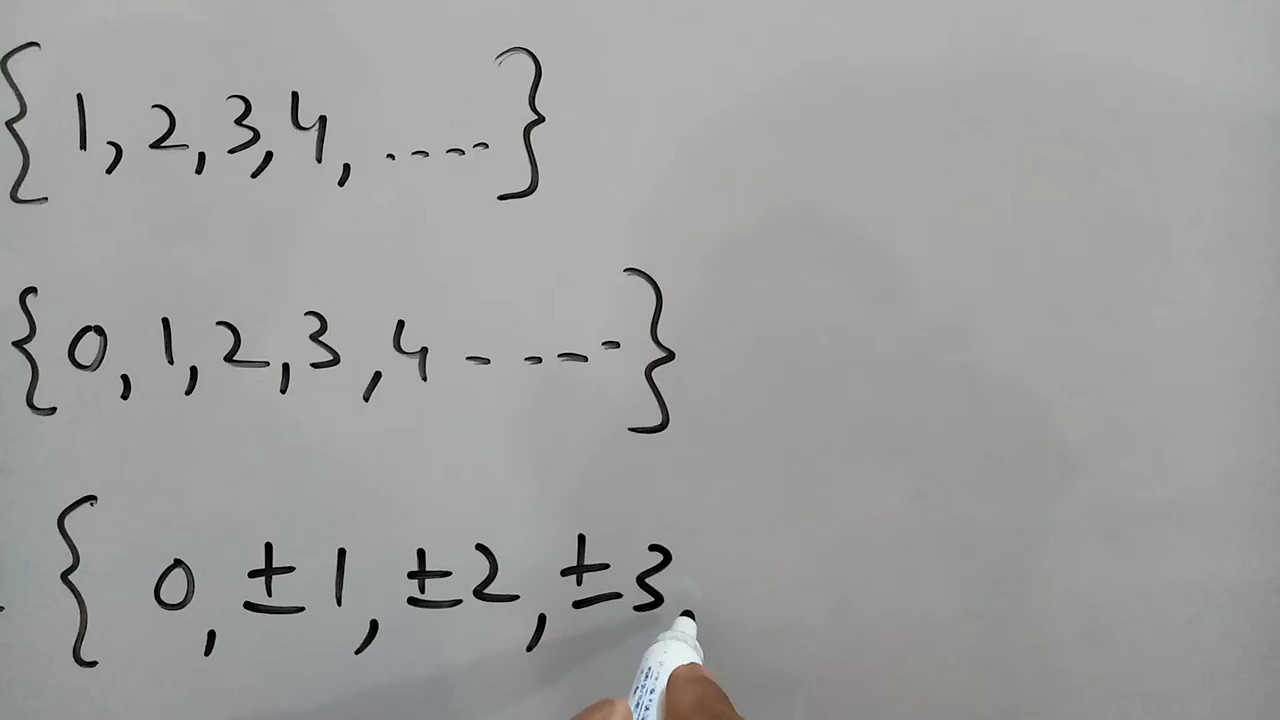 { 1, 2, 3, 4, .---- }
{ 0, 1, 2, 3, 4 - - - - }
{ 0, ± 1, ± 2, ± 3,